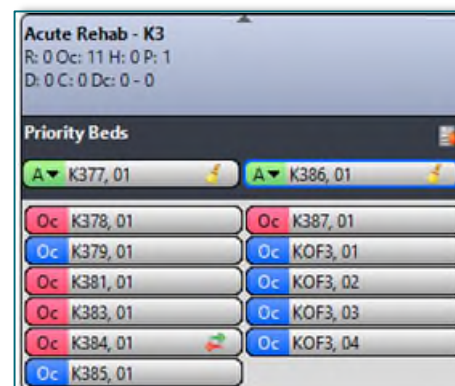 Acute Rehab - K3
R: 0 Oc: 11 H: 0 P: 1
D: 0 C: 0 Dc: 0 - 0
Priority Beds
A K377, 01
A K386, 01
Oc K378, 01
Oc K387, 01
Oc K379, 01
Oc KOF3, 01
Oc K381, 01
Oc KOF3, 02
Oc K383, 01
Oc KOF3, 03
Oc K384, 01
Oc KOF3, 04
Oc K385, 01